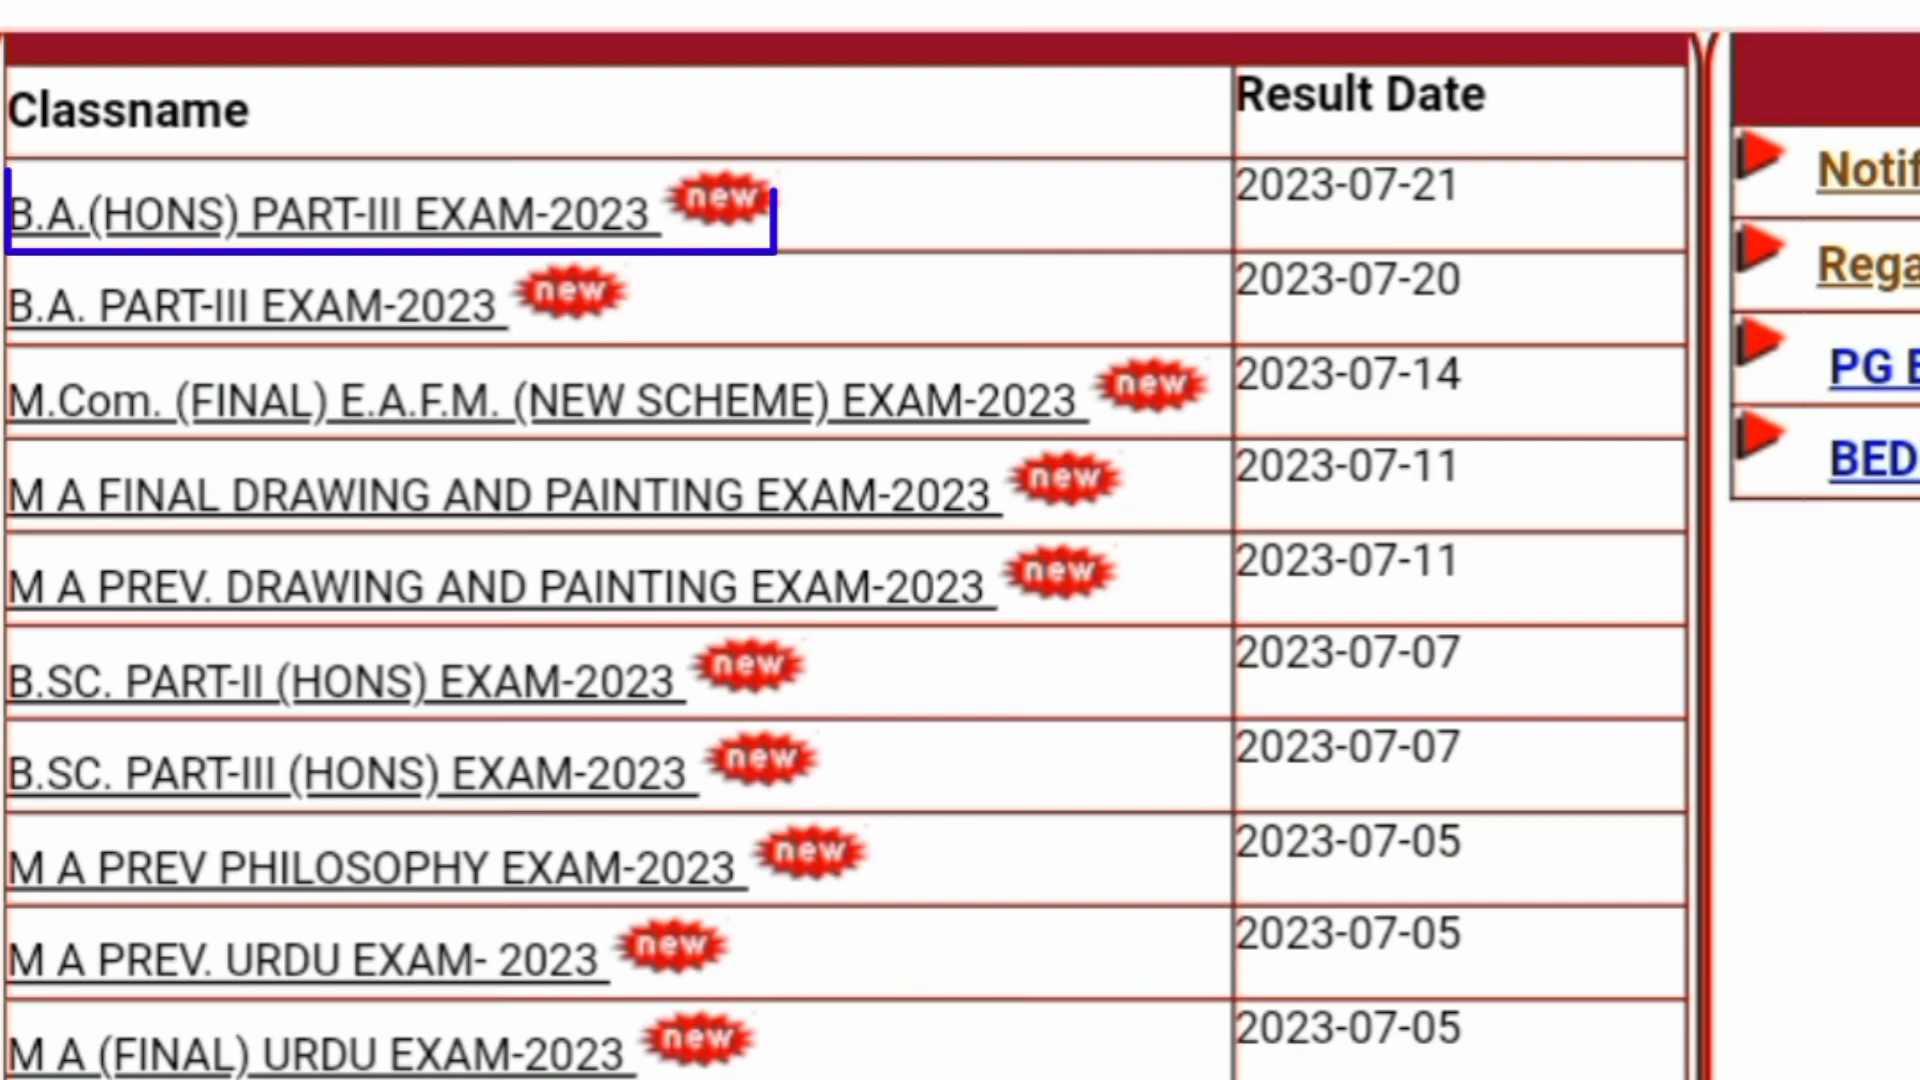 Classname Result Date
B.A.(HONS) PART-III EXAM-2023 new 2023-07-21
B.A. PART-III EXAM-2023 new 2023-07-20
M.Com. (FINAL) E.A.F.M. (NEW SCHEME) EXAM-2023 new 2023-07-14
M A FINAL DRAWING AND PAINTING EXAM-2023 new 2023-07-11
M A PREV. DRAWING AND PAINTING EXAM-2023 new 2023-07-11
B.SC. PART-II (HONS) EXAM-2023 new 2023-07-07
B.SC. PART-III (HONS) EXAM-2023 new 2023-07-07
M A PREV PHILOSOPHY EXAM-2023 new 2023-07-05
M A PREV. URDU EXAM- 2023 new 2023-07-05
M A (FINAL) URDU EXAM-2023 new 2023-07-05
PG
BED